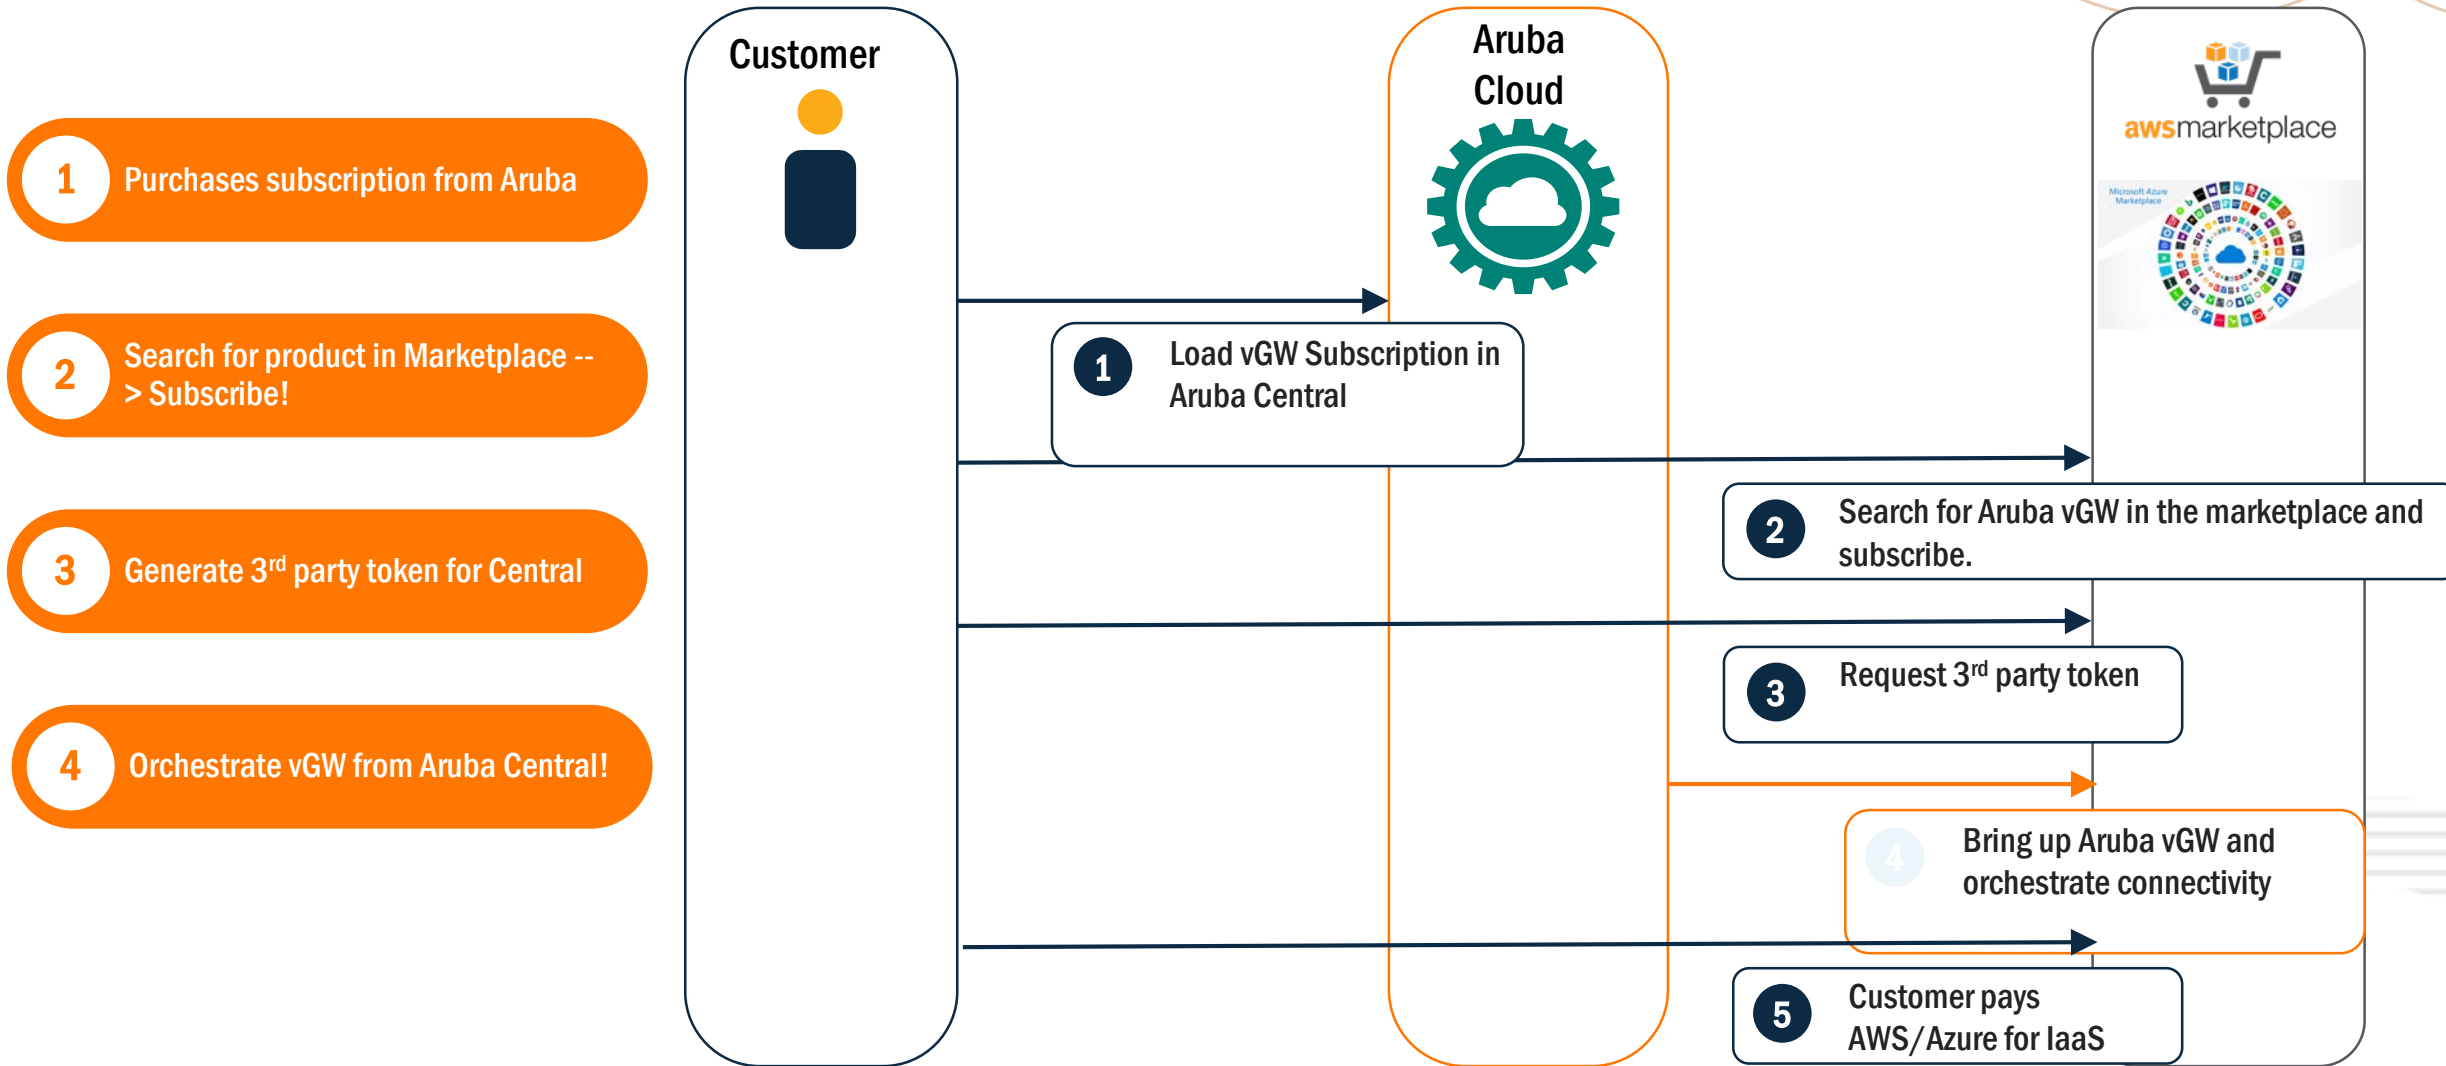 Customer
Aruba
Cloud
awsmarketplace
Microsoft Azure
Marketplace
1
Purchases subscription from Aruba
2
Search for product in Marketplace --
> Subscribe!
3
Generate 3rd party token for Central
4
Orchestrate vGW from Aruba Central!
1
Load vGW Subscription in
Aruba Central
2
Search for Aruba vGW in the marketplace and
subscribe.
3
Request 3rd party token
4
Bring up Aruba vGW and
orchestrate connectivity
5
Customer pays
AWS/Azure for IaaS